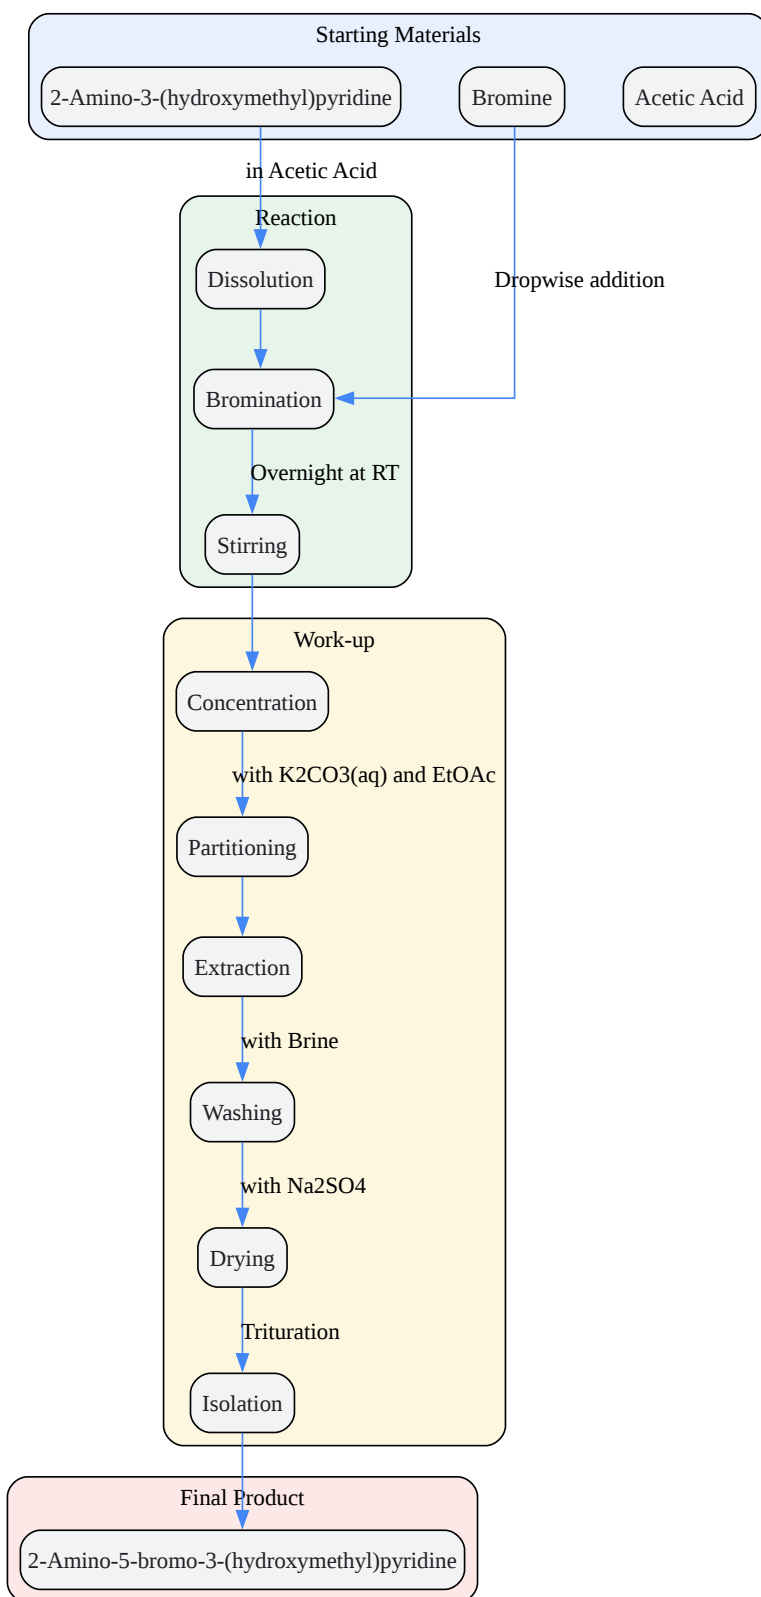 Starting Materials
2-Amino-3-(hydroxymethyl)pyridine
Bromine
Acetic Acid
in Acetic Acid
Reaction
Dissolution
Dropwise addition
Bromination
Overnight at RT
Stirring
Work-up
Concentration
with K2CO3(aq) and EtOAc
Partitioning
Extraction
with Brine
Washing
with Na2SO4
Drying
Trituration
Isolation
Final Product
2-Amino-5-bromo-3-(hydroxymethyl)pyridine